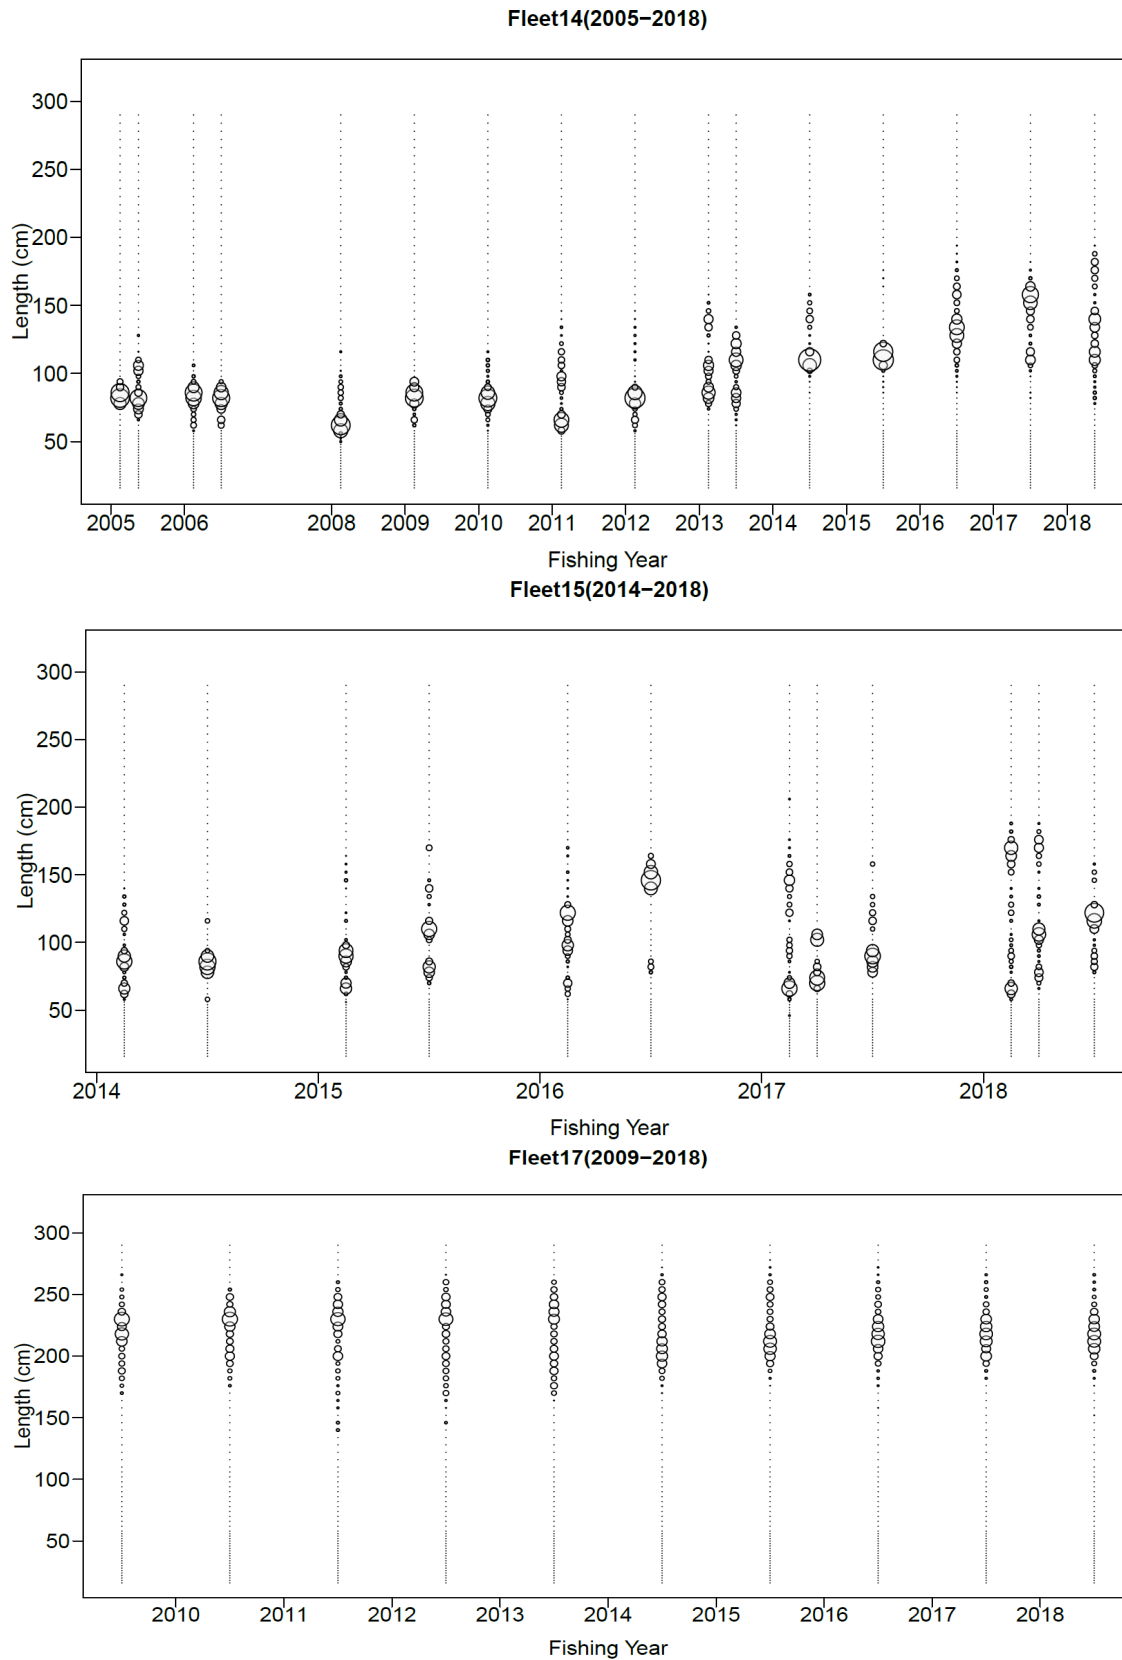 Fleet14(2005−2018)
300
250
200
150
100
50
Length (cm)
2005 2006 2008 2009 2010 2011 2012 2013 2014 2015 2016 2017 2018
Fishing Year
Fleet15(2014−2018)
300
250
200
150
100
50
Length (cm)
2014 2015 2016 2017 2018
Fishing Year
Fleet17(2009−2018)
300
250
200
150
100
50
Length (cm)
2010 2011 2012 2013 2014 2015 2016 2017 2018
Fishing Year